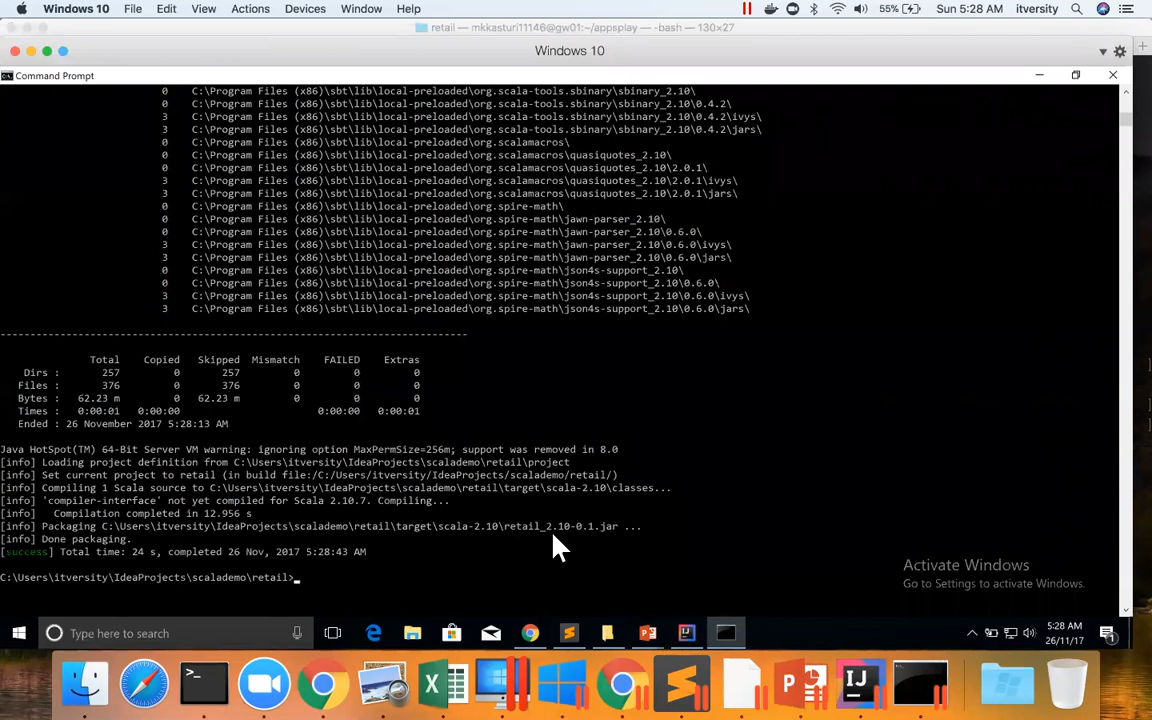 Windows 10 File Edit View Actions Devices Window Help 55% Sun 5:28 AM itversity
retail — mkkasturi11146@gw01:~/appsplay — -bash — 130×27
Windows 10
Command Prompt
0 C:\Program Files (x86)\sbt\lib\local-preloaded\org.scala-tools.sbinary\sbinary_2.10\
0 C:\Program Files (x86)\sbt\lib\local-preloaded\org.scala-tools.sbinary\sbinary_2.10\0.4.2\
3 C:\Program Files (x86)\sbt\lib\local-preloaded\org.scala-tools.sbinary\sbinary_2.10\0.4.2\ivys\
3 C:\Program Files (x86)\sbt\lib\local-preloaded\org.scala-tools.sbinary\sbinary_2.10\0.4.2\jars\
0 C:\Program Files (x86)\sbt\lib\local-preloaded\org.scalamacros\
0 C:\Program Files (x86)\sbt\lib\local-preloaded\org.scalamacros\quasiquotes_2.10\
0 C:\Program Files (x86)\sbt\lib\local-preloaded\org.scalamacros\quasiquotes_2.10\2.0.1\
3 C:\Program Files (x86)\sbt\lib\local-preloaded\org.scalamacros\quasiquotes_2.10\2.0.1\ivys\
3 C:\Program Files (x86)\sbt\lib\local-preloaded\org.scalamacros\quasiquotes_2.10\2.0.1\jars\
0 C:\Program Files (x86)\sbt\lib\local-preloaded\org.spire-math\
0 C:\Program Files (x86)\sbt\lib\local-preloaded\org.spire-math\jawn-parser_2.10\
0 C:\Program Files (x86)\sbt\lib\local-preloaded\org.spire-math\jawn-parser_2.10\0.6.0\
3 C:\Program Files (x86)\sbt\lib\local-preloaded\org.spire-math\jawn-parser_2.10\0.6.0\ivys\
3 C:\Program Files (x86)\sbt\lib\local-preloaded\org.spire-math\jawn-parser_2.10\0.6.0\jars\
0 C:\Program Files (x86)\sbt\lib\local-preloaded\org.spire-math\json4s-support_2.10\
0 C:\Program Files (x86)\sbt\lib\local-preloaded\org.spire-math\json4s-support_2.10\0.6.0\
3 C:\Program Files (x86)\sbt\lib\local-preloaded\org.spire-math\json4s-support_2.10\0.6.0\ivys\
3 C:\Program Files (x86)\sbt\lib\local-preloaded\org.spire-math\json4s-support_2.10\0.6.0\jars\
------------------------------------------------------------------------------
Total Copied Skipped Mismatch FAILED Extras
Dirs : 257 0 257 0 0 0
Files : 376 0 376 0 0 0
Bytes : 62.23 m 0 62.23 m 0 0 0
Times : 0:00:01 0:00:00 0:00:00 0:00:01
Ended : 26 November 2017 5:28:13 AM
Java HotSpot(TM) 64-Bit Server VM warning: ignoring option MaxPermSize=256m; support was removed in 8.0
[info] Loading project definition from C:\Users\itversity\IdeaProjects\scalademo\retail\project
[info] Set current project to retail (in build file:/C:/Users/itversity/IdeaProjects/scalademo/retail/)
[info] Compiling 1 Scala source to C:\Users\itversity\IdeaProjects\scalademo\retail\target\scala-2.10\classes...
[info] 'compiler-interface' not yet compiled for Scala 2.10.7. Compiling...
[info] Compilation completed in 12.956 s
[info] Packaging C:\Users\itversity\IdeaProjects\scalademo\retail\target\scala-2.10\retail_2.10-0.1.jar ...
[info] Done packaging.
[success] Total time: 24 s, completed 26 Nov, 2017 5:28:43 AM
C:\Users\itversity\IdeaProjects\scalademo\retail>_
Activate Windows
Go to Settings to activate Windows.
Type here to search
5:28 AM
26/11/17